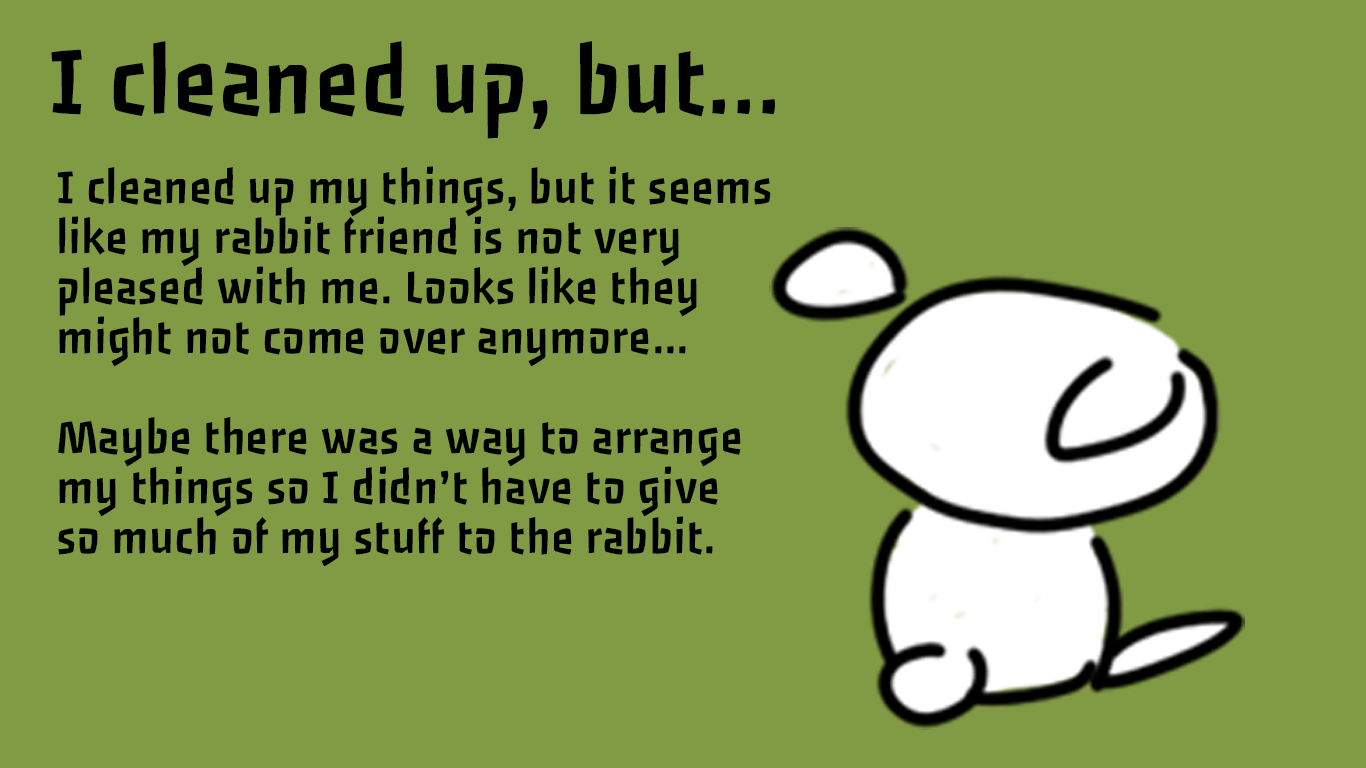 I cleaned up, but...
I cleaned up my things, but it seems
like my rabbit friend is not very
pleased with me. Looks like they
might not come over anymore...
Maybe there was a way to arrange
my things so I didn't have to give
so much of my stuff to the rabbit.